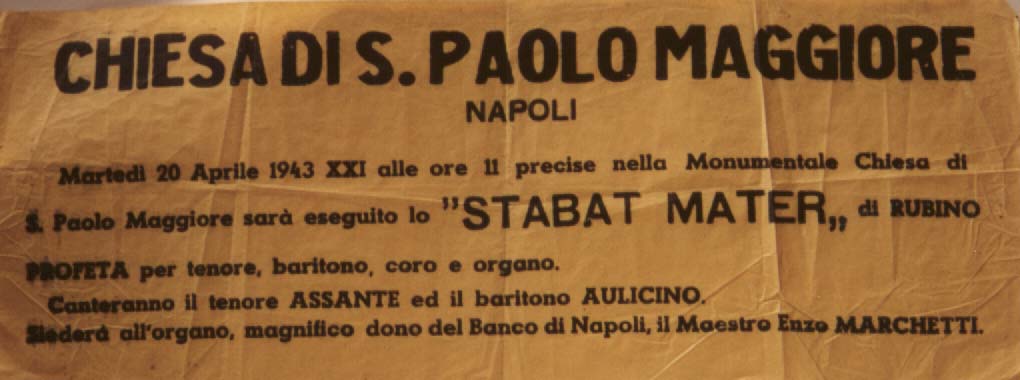 CHIESA DI S. PAOLO MAGGIORE
NAPOLI
Martedì 20 Aprile 1943 XXI alle ore 11 precise nella Monumentale Chiesa di
S. Paolo Maggiore sarà eseguito lo "STABAT MATER„ di RUBINO
PROFETA per tenore, baritono, coro e organo.
Canteranno il tenore ASSANTE ed il baritono AULICINO.
Siederà all'organo, magnifico dono del Banco di Napoli, il Maestro Enzo MARCHETTI.